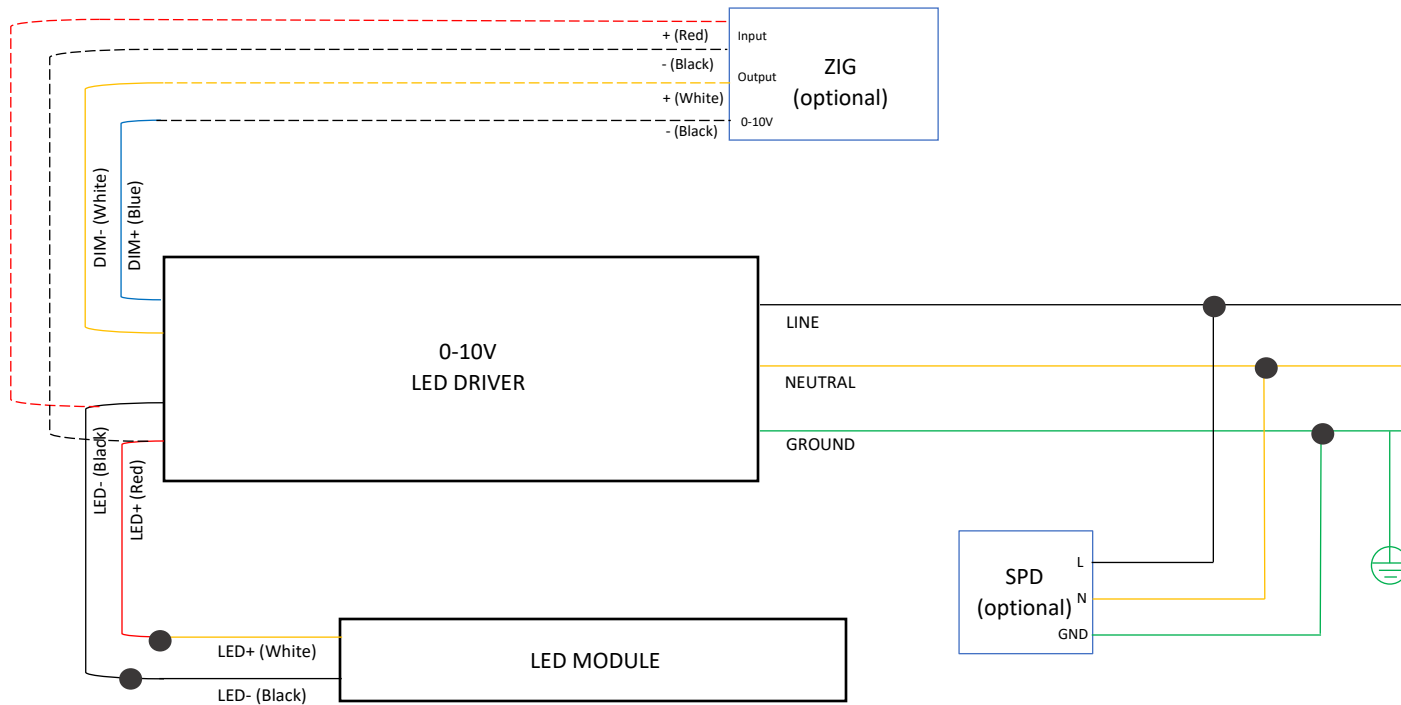 + (Red)
Input
- (Black)
Output
+ (White)
0-10V
- (Black)
ZIG
(optional)
DIM- (White)
DIM+ (Blue)
0-10V
LED DRIVER
LINE
NEUTRAL
GROUND
LED- (Black)
LED+ (Red)
SPD
(optional)
L
N
GND
LED+ (White)
LED- (Black)
LED MODULE